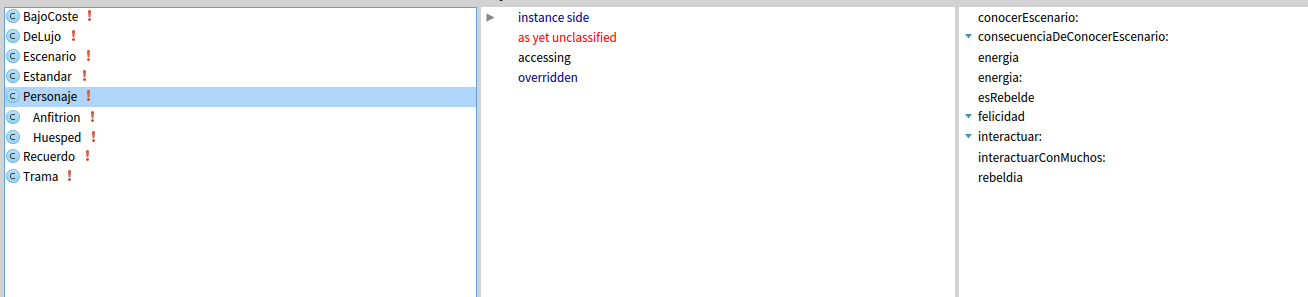 BajoCoste
DeLujo
Escenario
Estandar
Personaje
Anfitrion
Huesped
Recuerdo
Trama
instance side
as yet unclassified
accessing
overridden
conocerEscenario:
consecuenciaDeConocerEscenario:
energia
energia:
esRebelde
felicidad
interactuar:
interactuarConMuchos:
rebeldia